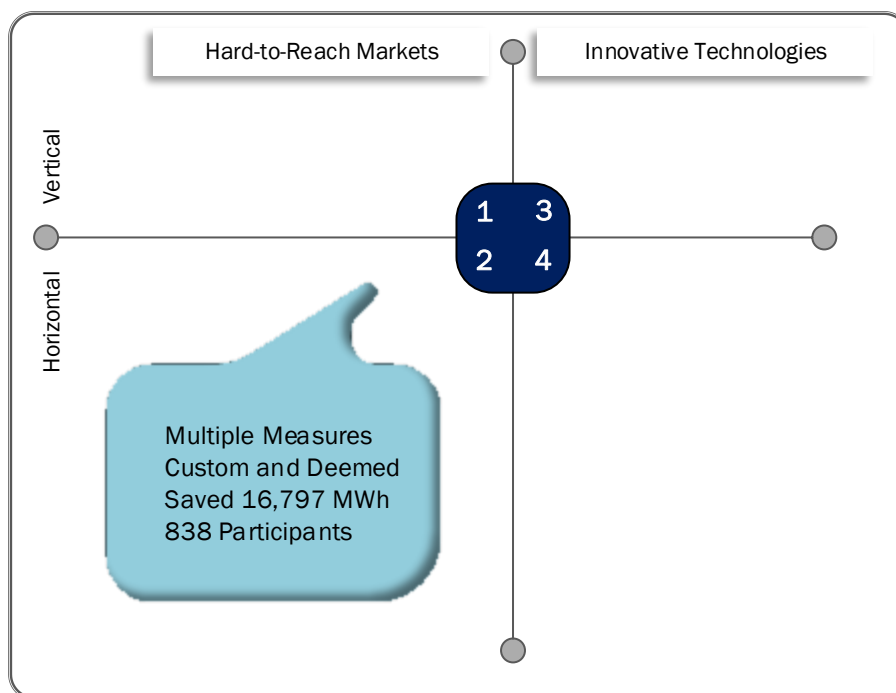 Hard-to-Reach Markets
Innovative Technologies
Vertical
1 3
2 4
Horizontal
Multiple Measures
Custom and Deemed
Saved 16,797 MWh
838 Participants